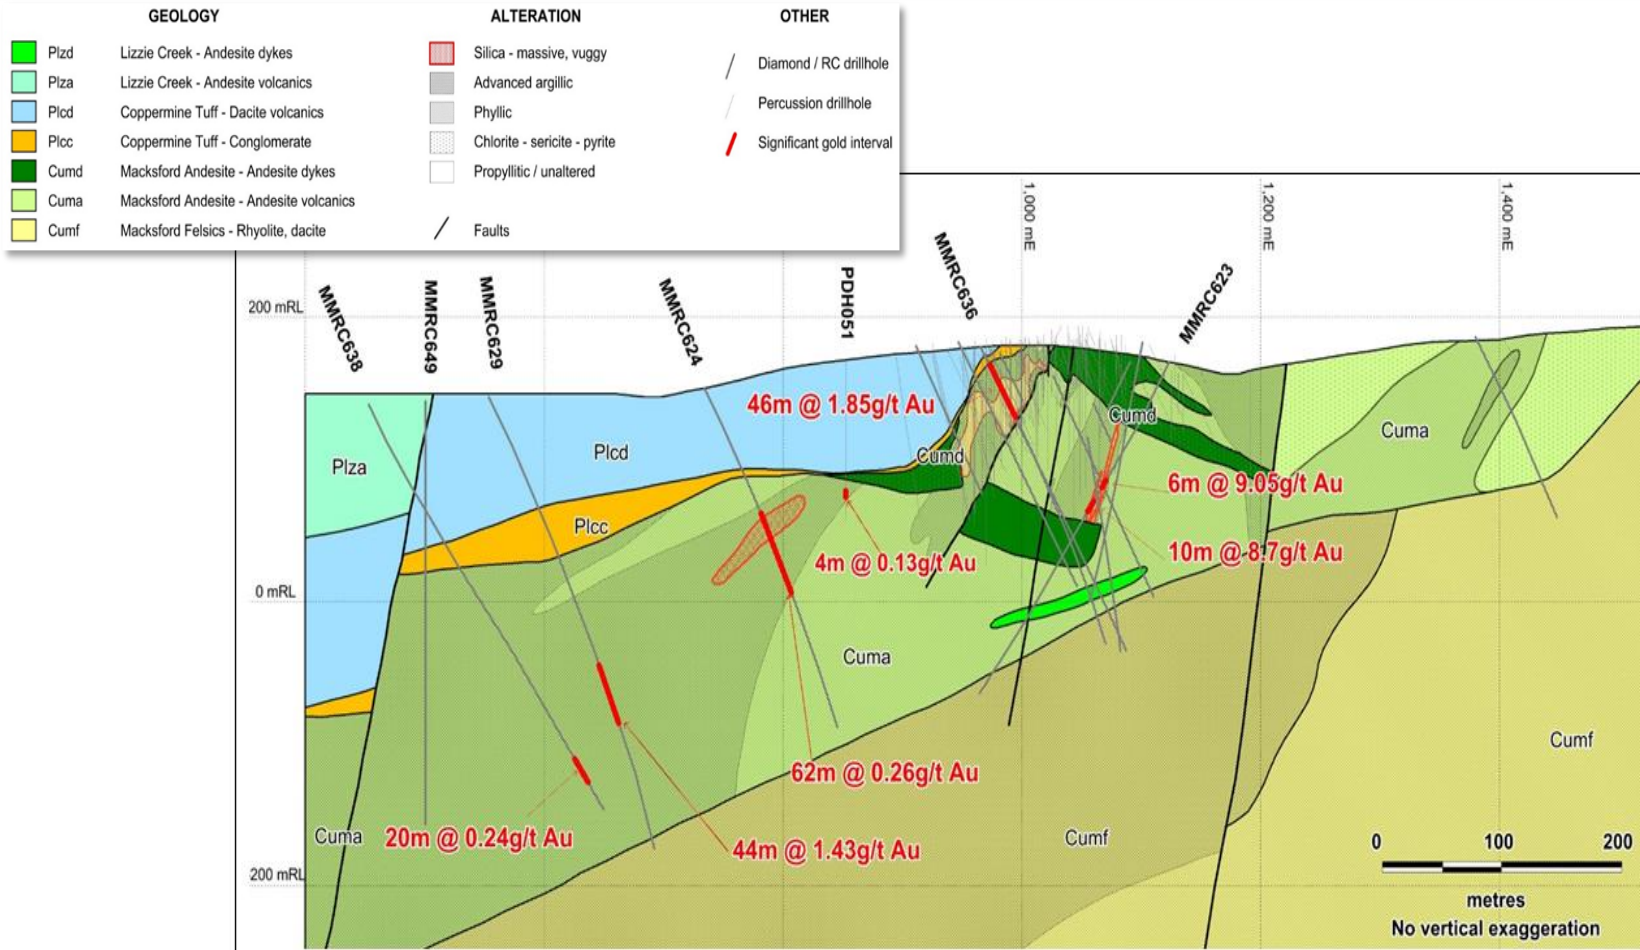 GEOLOGY
ALTERATION
OTHER
Plzd Lizzie Creek - Andesite dykes
Plza Lizzie Creek - Andesite volcanics
Plcd Coppermine Tuff - Dacite volcanics
Plcc Coppermine Tuff - Conglomerate
Cumd Macksford Andesite - Andesite dykes
Cuma Macksford Andesite - Andesite volcanics
Cumf Macksford Felsics - Rhyolite, dacite
Silica - massive, vuggy
Advanced argillic
Phyllic
Chlorite - sericite - pyrite
Propyllitic / unaltered
Faults
Diamond / RC drillhole
Percussion drillhole
Significant gold interval
1,000 mE
1,200 mE
1,400 mE
MMRC638
MMRC649
MMRC629
MMRC624
PDH051
MMRC636
MMRC623
200 mRL
46m @ 1.85g/t Au
Cumd
Cuma
Plcd
Cumd
Plza
6m @ 9.05g/t Au
Plcc
10m @ 8.7g/t Au
4m @ 0.13g/t Au
0 mRL
Cuma
Cumf
62m @ 0.26g/t Au
Cuma
20m @ 0.24g/t Au
44m @ 1.43g/t Au
Cumf
200 mRL
0 100 200
metres
No vertical exaggeration